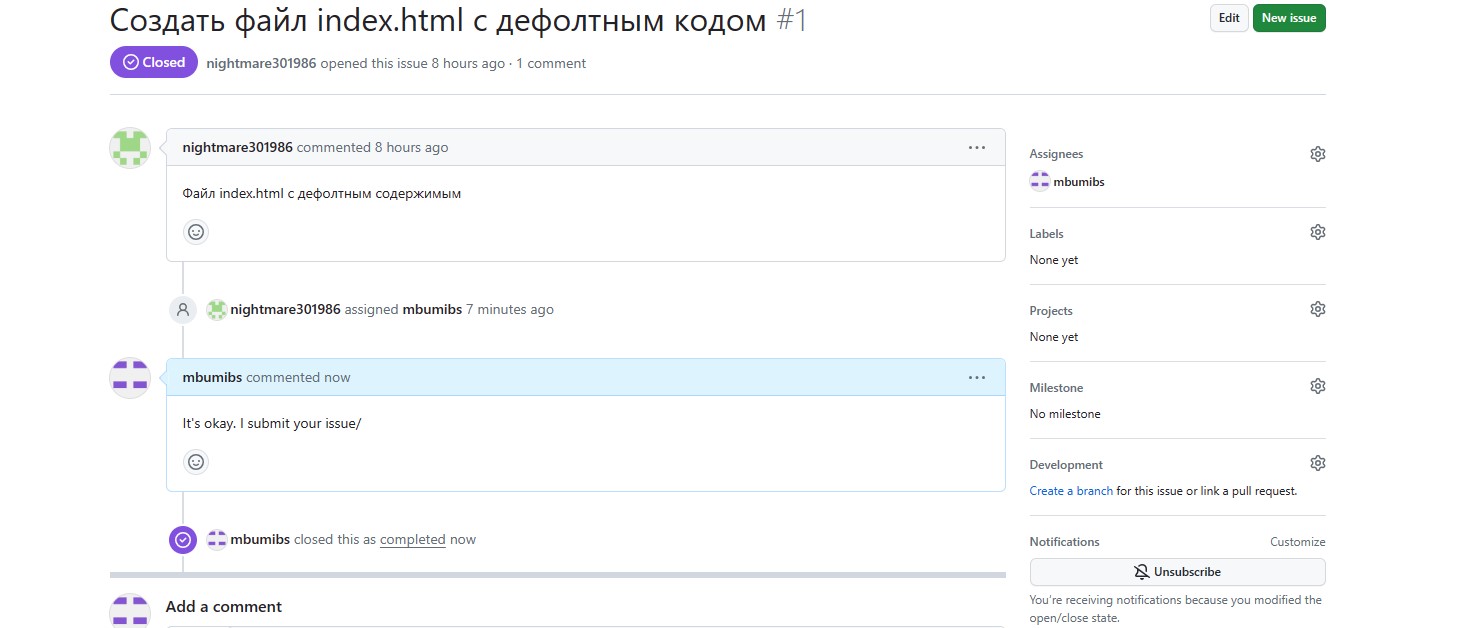 Создать файл index.html с дефолтным кодом #1
Edit
New issue
Closed
nightmare301986 opened this issue 8 hours ago · 1 comment
nightmare301986 commented 8 hours ago
Файл index.html с дефолтным содержимым
nightmare301986 assigned mbumibs 7 minutes ago
mbumibs commented now
It's okay. I submit your issue/
mbumibs closed this as completed now
Add a comment
Assignees
mbumibs
Labels
None yet
Projects
None yet
Milestone
No milestone
Development
Create a branch for this issue or link a pull request.
Notifications
Customize
Unsubscribe
You're receiving notifications because you modified the
open/close state.